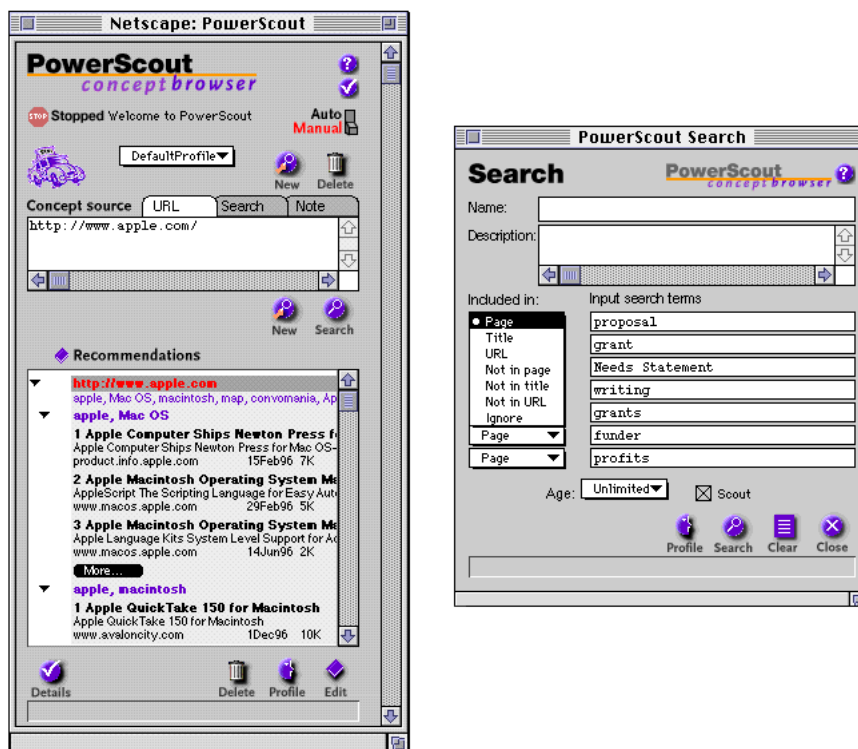 Netscape: PowerScout
PowerScout
conceptbrowser
?
STOP Stopped Welcome to PowerScout
Auto
Manual
DefaultProfile
New Delete
Concept source URL Search Note
http://www.apple.com/
New Search
Recommendations
http://www.apple.com
apple, Mac OS, macintosh, map, convomania, Ap
apple, Mac OS
1 Apple Computer Ships Newton Press f
Apple Computer Ships Newton Press for Mac OS-
product.info.apple.com 15Feb96 7K
2 Apple Macintosh Operating System Ma
AppleScript The Scripting Language for Easy Aut
www.macos.apple.com 29Feb96 5K
3 Apple Macintosh Operating System Ma
Apple Language Kits System Level Support for Ad
www.macos.apple.com 14Jun96 2K
More...
apple, macintosh
1 Apple QuickTake 150 for Macintosh
Apple QuickTake 150 for Macintosh
www.avaloncity.com 1Dec96 10K
Details Delete Profile Edit
PowerScout Search
Search
PowerScout
conceptbrowser
?
Name:
Description:
Included in: Input search terms
Page
Title
URL
Not in page
Not in title
Not in URL
Ignore
Page
Page
proposal
grant
Needs Statement
writing
grants
funder
profits
Age: Unlimited Scout
Profile Search Clear Close